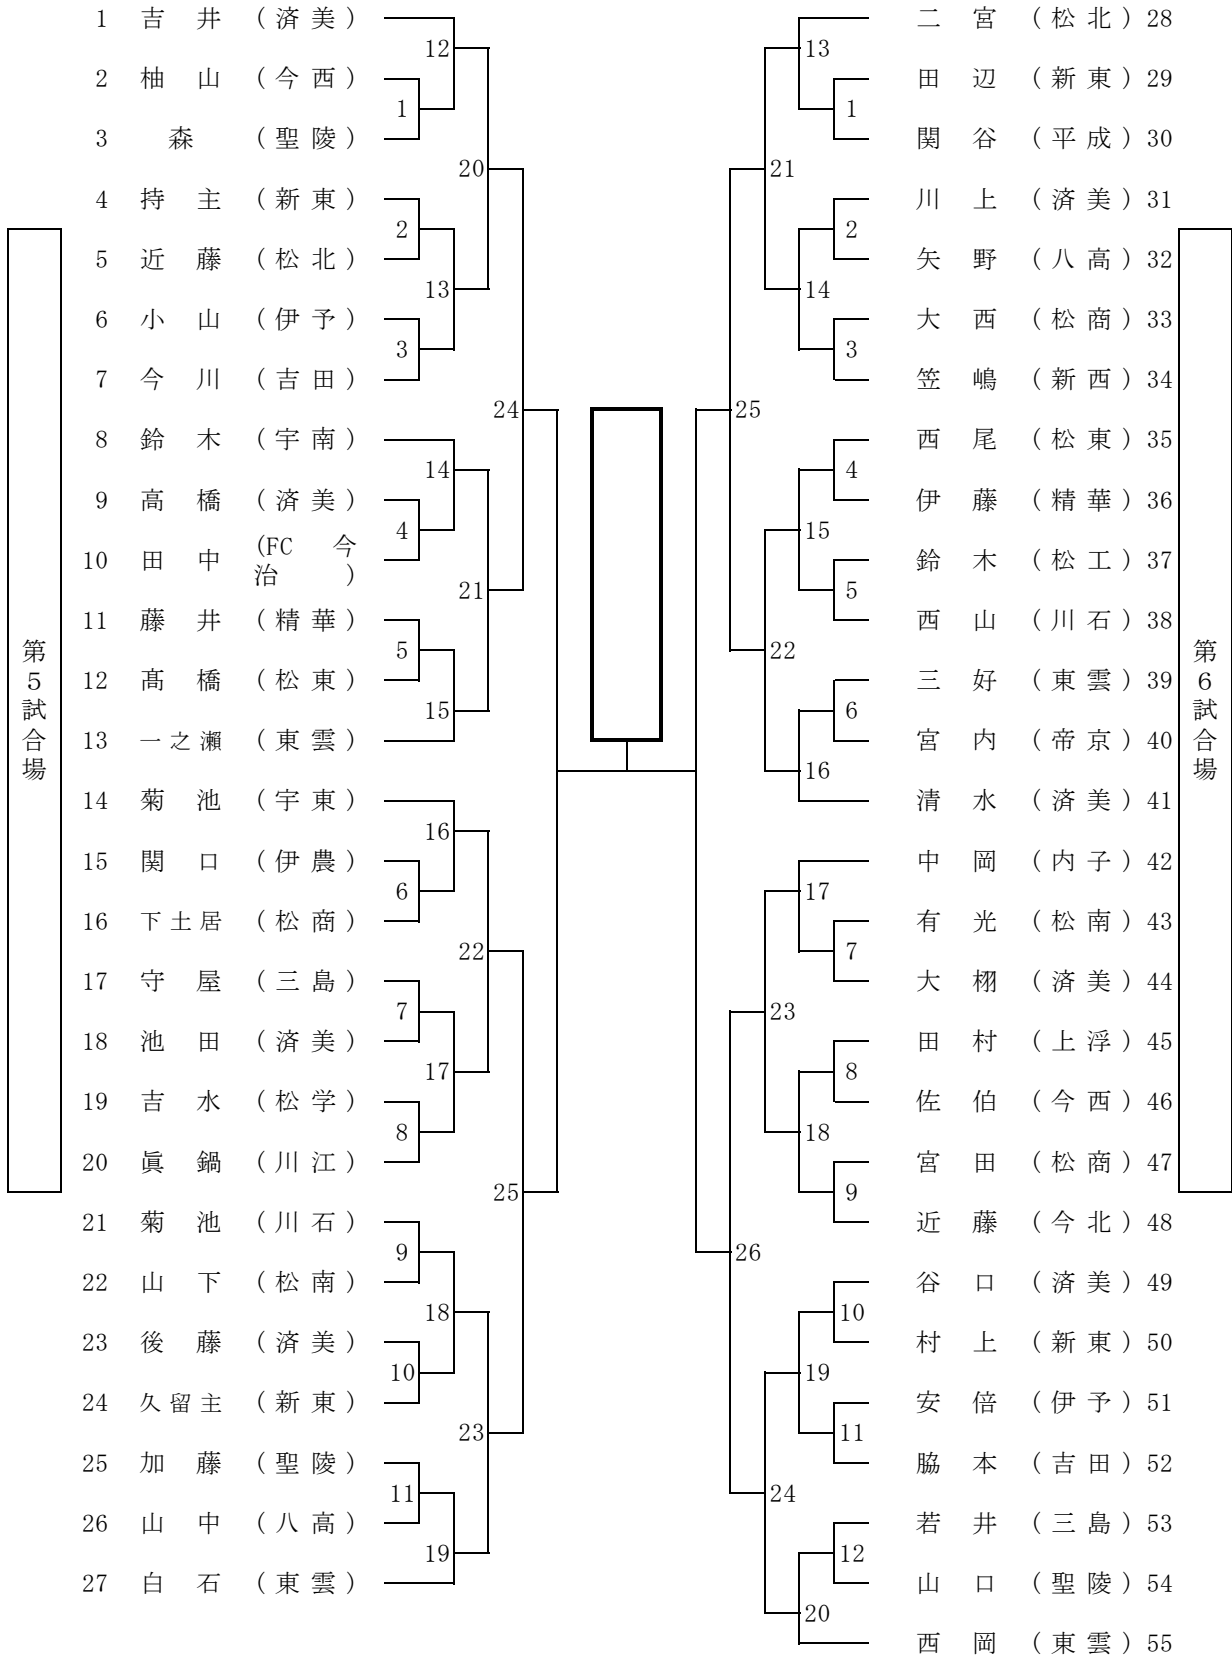 1 吉井 (済美)
2 柚山 (今西)
3 森 (聖陵)
4 持主 (新東)
5 近藤 (松北)
6 小山 (伊予)
7 今川 (吉田)
8 鈴木 (宇南)
9 高橋 (済美)
10 田中 (FC 今治)
11 藤井 (精華)
12 髙橋 (松東)
13 一之瀬 (東雲)
14 菊池 (宇東)
15 関口 (伊農)
16 下土居 (松商)
17 守屋 (三島)
18 池田 (済美)
19 吉水 (松学)
20 眞鍋 (川江)
21 菊池 (川石)
22 山下 (松南)
23 後藤 (済美)
24 久留主 (新東)
25 加藤 (聖陵)
26 山中 (八高)
27 白石 (東雲)
第5試合場
12
1
20
2
13
3
24
14
4
21
5
15
16
6
22
7
17
8
25
9
18
10
23
11
19
二宮 (松北) 28
田辺 (新東) 29
関谷 (平成) 30
川上 (済美) 31
矢野 (八高) 32
大西 (松商) 33
笠嶋 (新西) 34
西尾 (松東) 35
伊藤 (精華) 36
鈴木 (松工) 37
西山 (川石) 38
三好 (東雲) 39
宮内 (帝京) 40
清水 (済美) 41
中岡 (内子) 42
有光 (松南) 43
大栩 (済美) 44
田村 (上浮) 45
佐伯 (今西) 46
宮田 (松商) 47
近藤 (今北) 48
谷口 (済美) 49
村上 (新東) 50
安倍 (伊予) 51
脇本 (吉田) 52
若井 (三島) 53
山口 (聖陵) 54
西岡 (東雲) 55
第6試合場
13
1
21
2
14
3
25
4
15
5
22
6
16
17
7
23
8
18
9
26
10
19
11
24
12
20